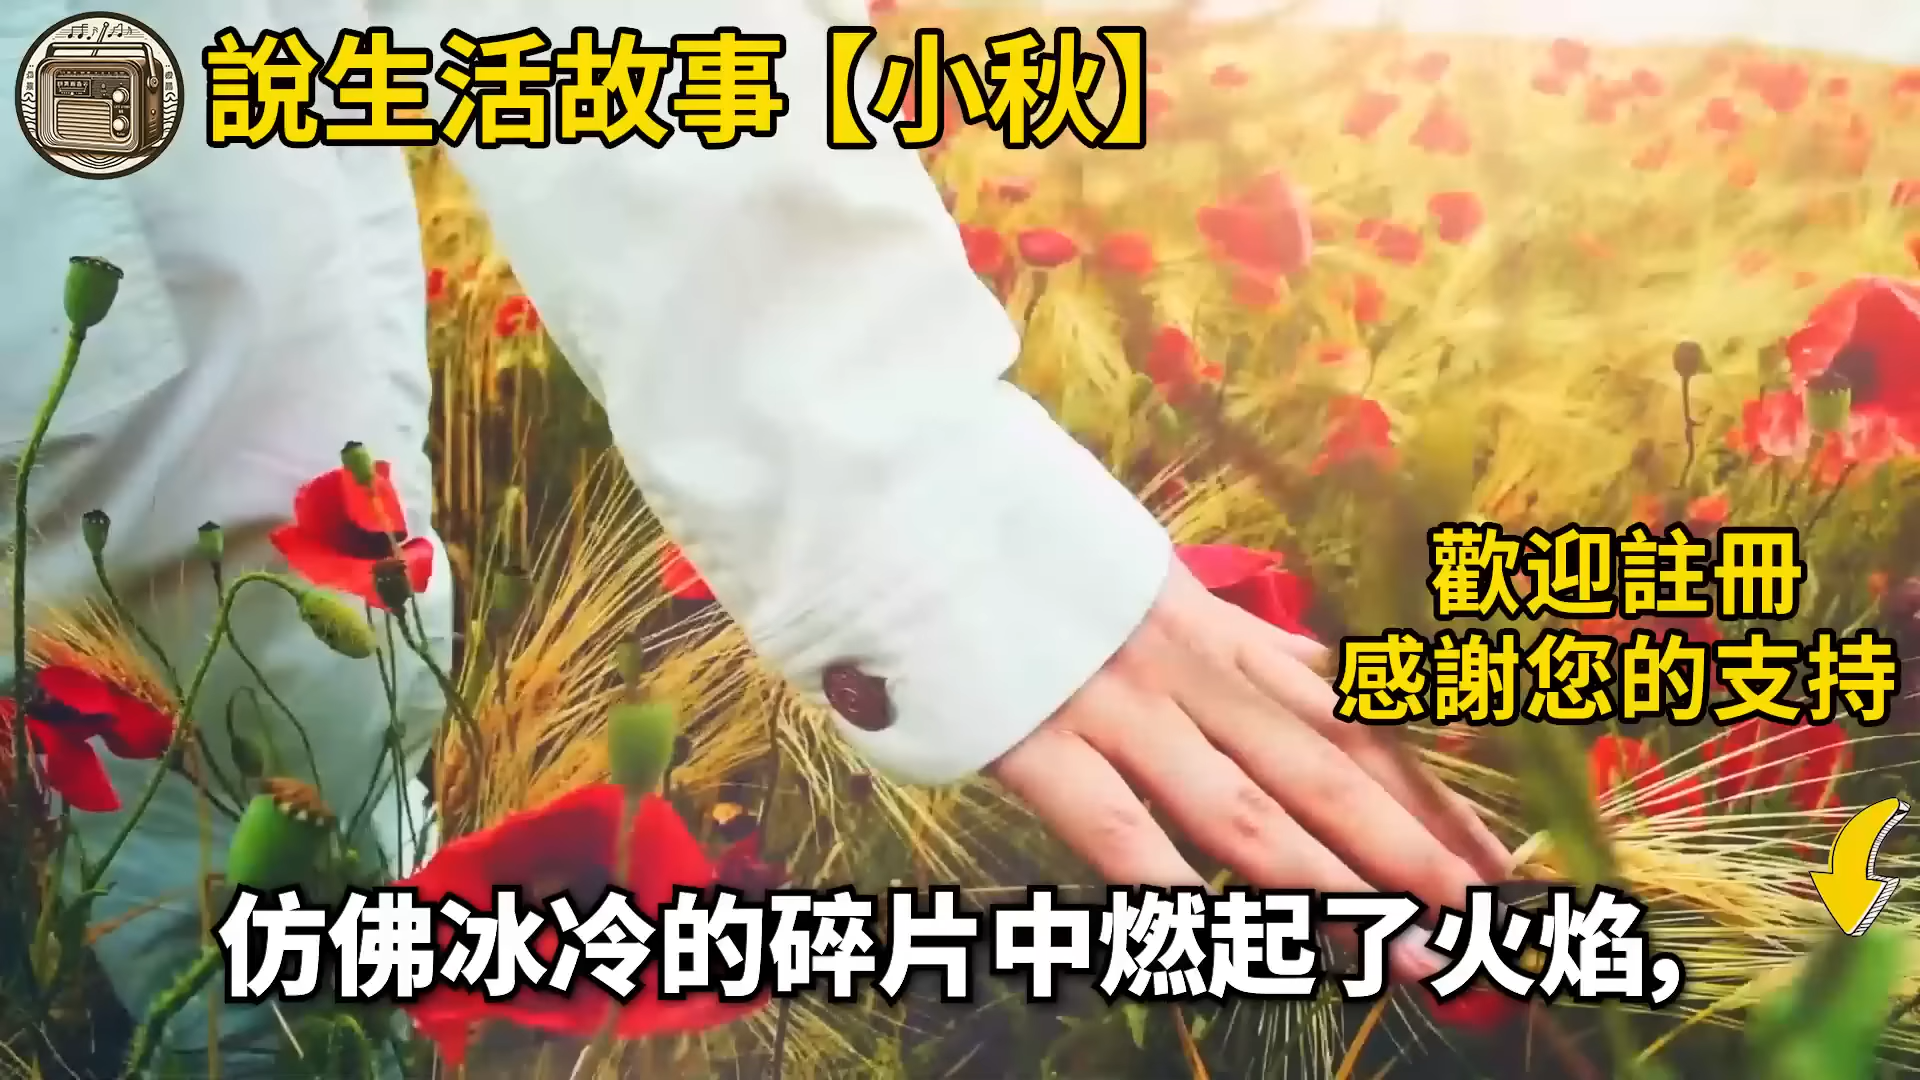 說生活故事【小秋】
歡迎註冊
感謝您的支持
仿佛冰冷的碎片中燃起了火焰,